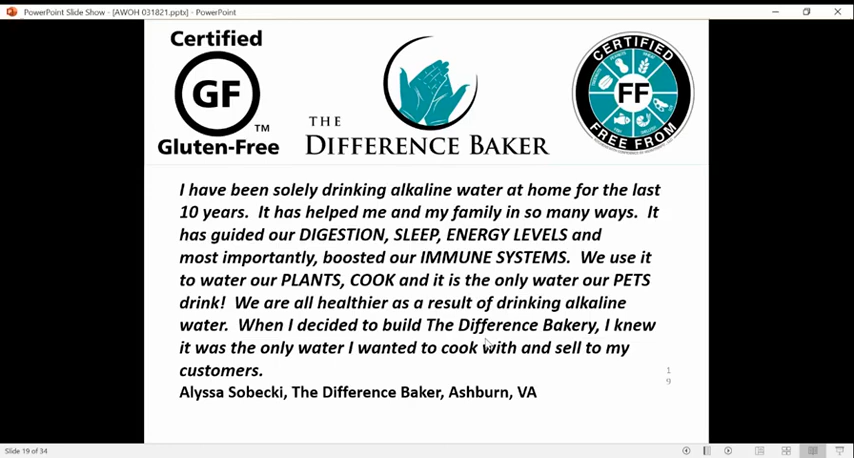 PowerPoint Slide Show - [AWOH 031821.pptx] - PowerPoint
Certified
GF
TM
Gluten-Free
THE
DIFFERENCE BAKER
CERTIFIED
FF
FREE FROM
I have been solely drinking alkaline water at home for the last
10 years. It has helped me and my family in so many ways. It
has guided our DIGESTION, SLEEP, ENERGY LEVELS and
most importantly, boosted our IMMUNE SYSTEMS. We use it
to water our PLANTS, COOK and it is the only water our PETS
drink! We are all healthier as a result of drinking alkaline
water. When I decided to build The Difference Bakery, I knew
it was the only water I wanted to cook with and sell to my
customers.
1
9
Alyssa Sobecki, The Difference Baker, Ashburn, VA
Slide 19 of 34